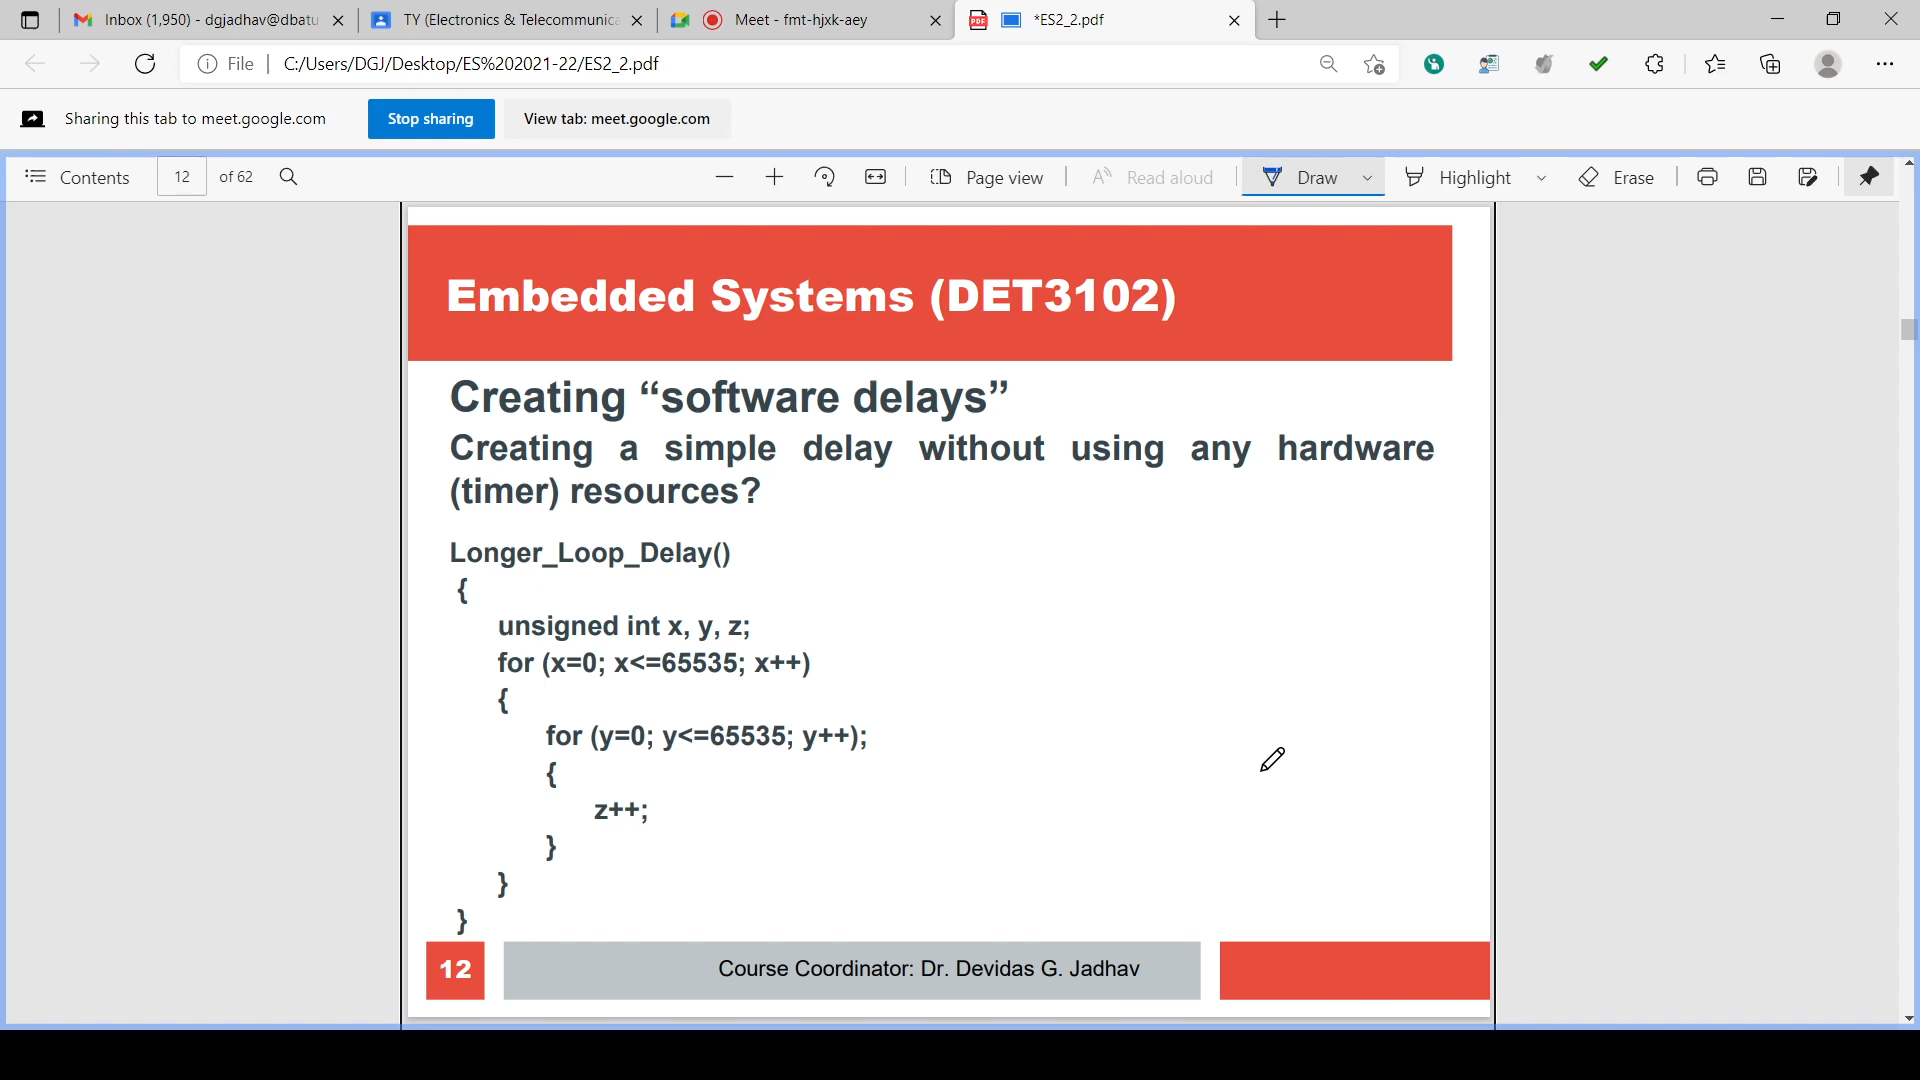 Inbox (1,950) - dgjadhav@dbatu
TY (Electronics & Telecommunica
Meet - fmt-hjxk-aey
*ES2_2.pdf
File
C:/Users/DGJ/Desktop/ES%202021-22/ES2_2.pdf
Sharing this tab to meet.google.com
Stop sharing
View tab: meet.google.com
Contents
12
of 62
Page view
Read aloud
Draw
Highlight
Erase
Embedded Systems (DET3102)
Creating “software delays”
Creating a simple delay without using any hardware
(timer) resources?
Longer_Loop_Delay()
{
unsigned int x, y, z;
for (x=0; x<=65535; x++)
{
for (y=0; y<=65535; y++);
{
z++;
}
}
}
12
Course Coordinator: Dr. Devidas G. Jadhav